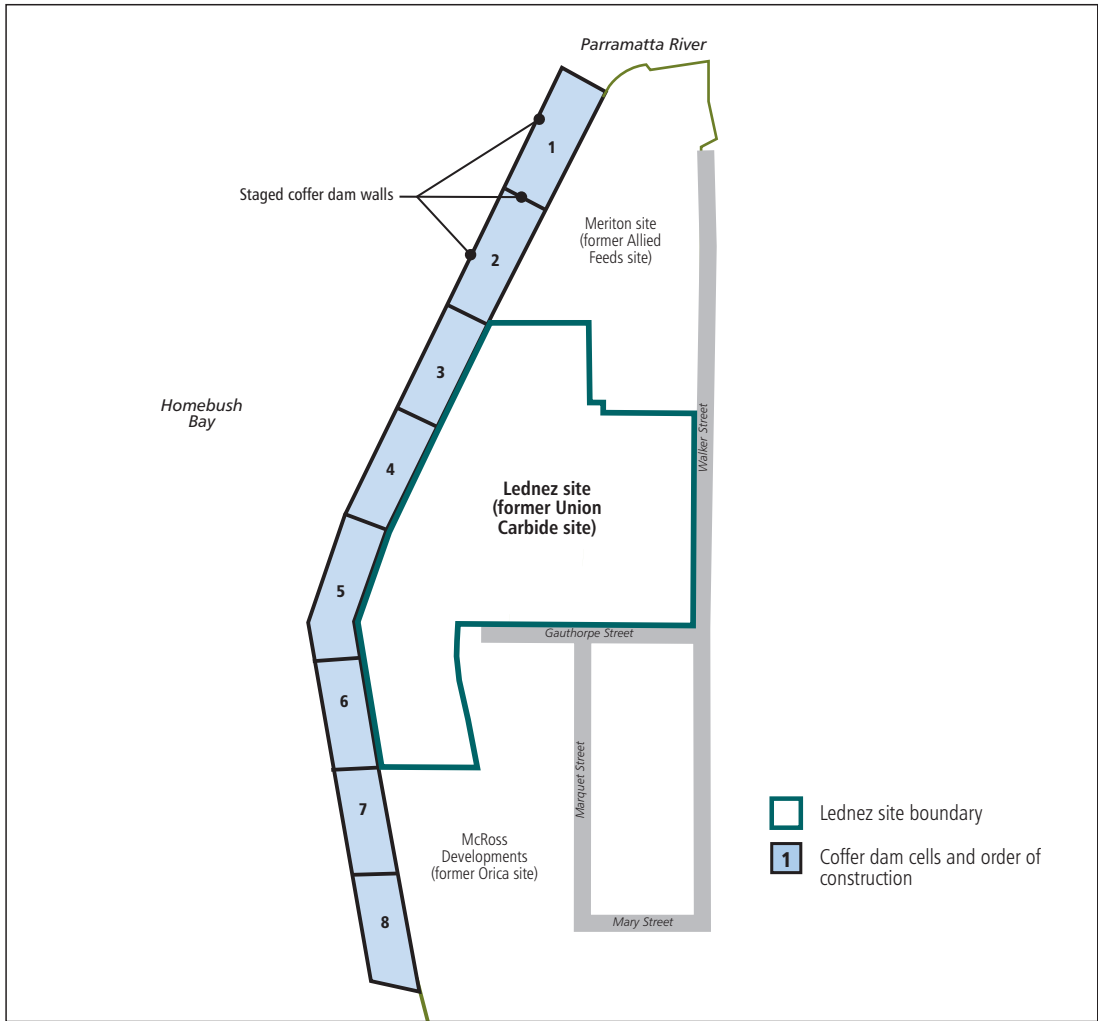 Parramatta River
1
Staged coffer dam walls
Meriton site
(former Allied
Feeds site)
2
3
Homebush
Bay
Walker Street
4
Lednez site
(former Union
Carbide site)
5
Gauthorpe Street
6
Marquet Street
7
McRoss
Developments
(former Orica site)
8
Mary Street
Lednez site boundary
1
Coffer dam cells and order of
construction